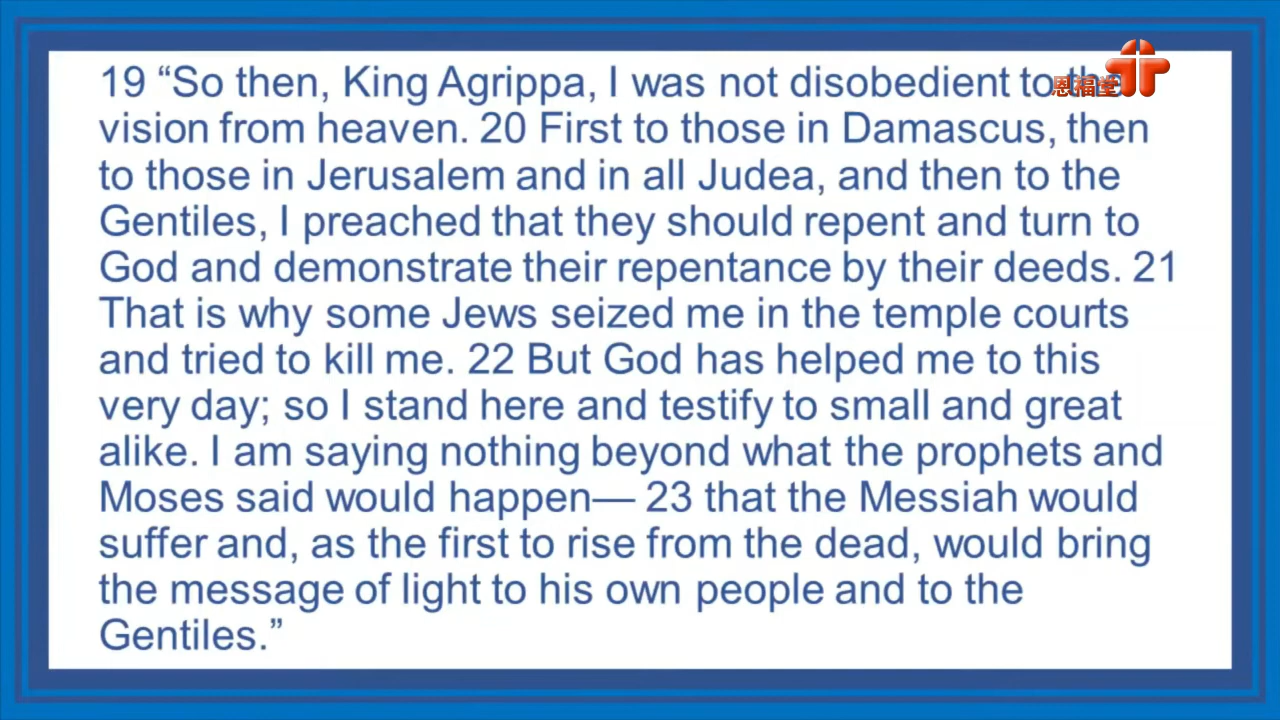 19 “So then, King Agrippa, I was not disobedient to the
vision from heaven. 20 First to those in Damascus, then
to those in Jerusalem and in all Judea, and then to the
Gentiles, I preached that they should repent and turn to
God and demonstrate their repentance by their deeds. 21
That is why some Jews seized me in the temple courts
and tried to kill me. 22 But God has helped me to this
very day; so I stand here and testify to small and great
alike. I am saying nothing beyond what the prophets and
Moses said would happen— 23 that the Messiah would
suffer and, as the first to rise from the dead, would bring
the message of light to his own people and to the
Gentiles.”
恩福堂